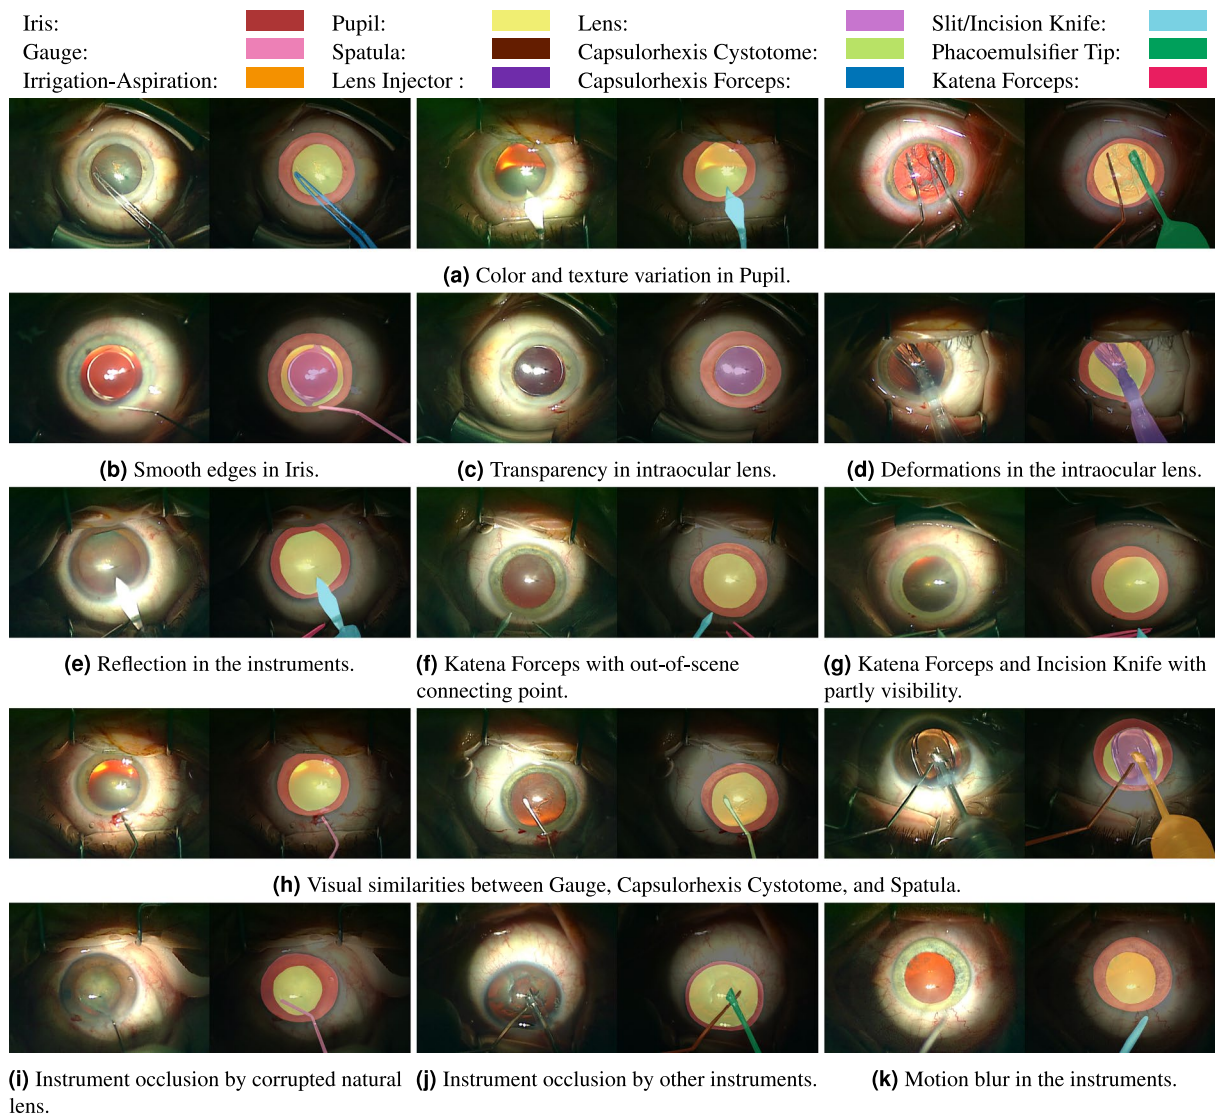 Iris: Pupil: Lens: Slit/Incision Knife:
Gauge: Spatula: Capsulorhexis Cystotome: Phacoemulsifier Tip:
Irrigation-Aspiration: Lens Injector : Capsulorhexis Forceps: Katena Forceps:
(a) Color and texture variation in Pupil.
(b) Smooth edges in Iris.
(c) Transparency in intraocular lens.
(d) Deformations in the intraocular lens.
(e) Reflection in the instruments.
(f) Katena Forceps with out-of-scene
connecting point.
(g) Katena Forceps and Incision Knife with
partly visibility.
(h) Visual similarities between Gauge, Capsulorhexis Cystotome, and Spatula.
(i) Instrument occlusion by corrupted natural
lens.
(j) Instrument occlusion by other instruments.
(k) Motion blur in the instruments.